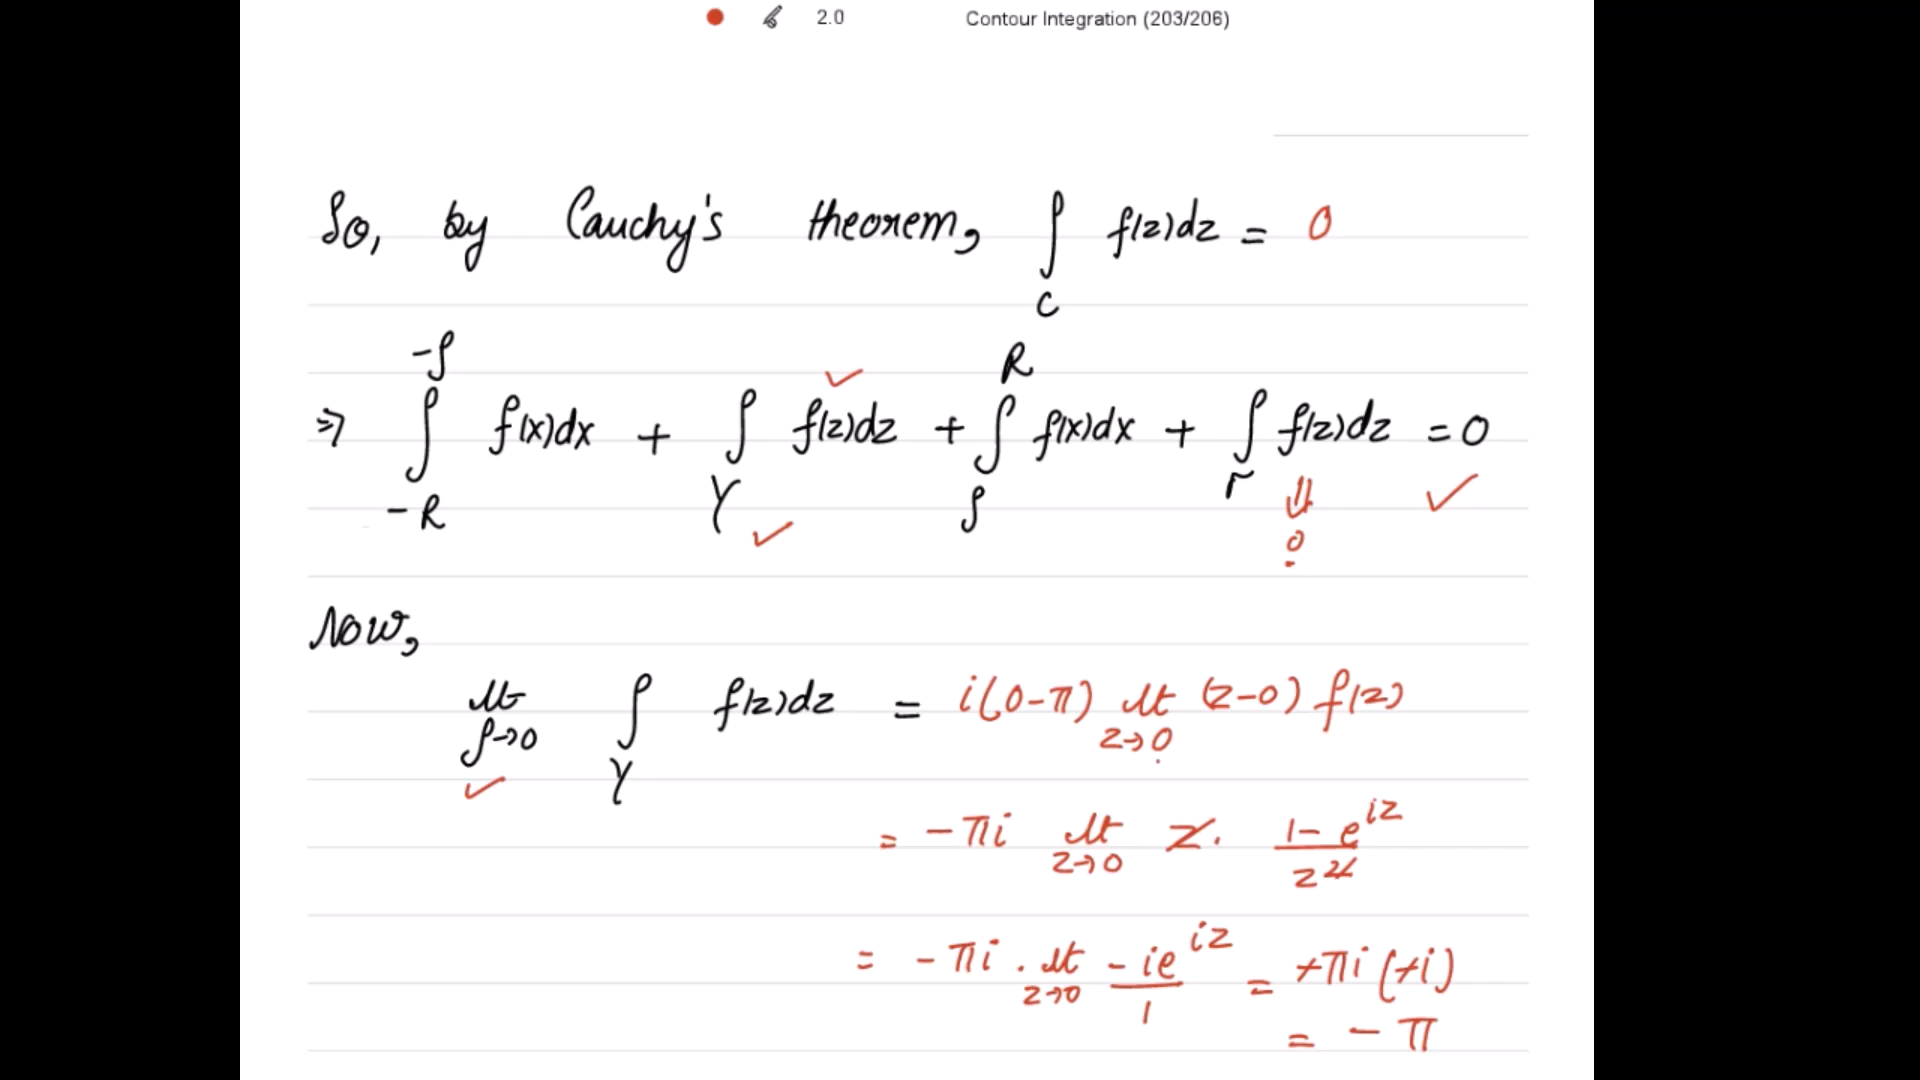 2.0 Contour Integration (203/206)
So, by Cauchy's theorem, ∫_C f(z)dz = 0
⇒ ∫_{-R}^{-ρ} f(x)dx + ∫_γ f(z)dz + ∫_ρ^R f(x)dx + ∫_Γ f(z)dz = 0
⇓
0
Now,
lt_{ρ→0} ∫_γ f(z)dz = i(0-π) lt_{z→0} (z-0) f(z)
= -πi lt_{z→0} z. (1-e^{iz})/z^2
= -πi . lt_{z→0} (-ie^{iz})/1 = +πi(+i)
= -π